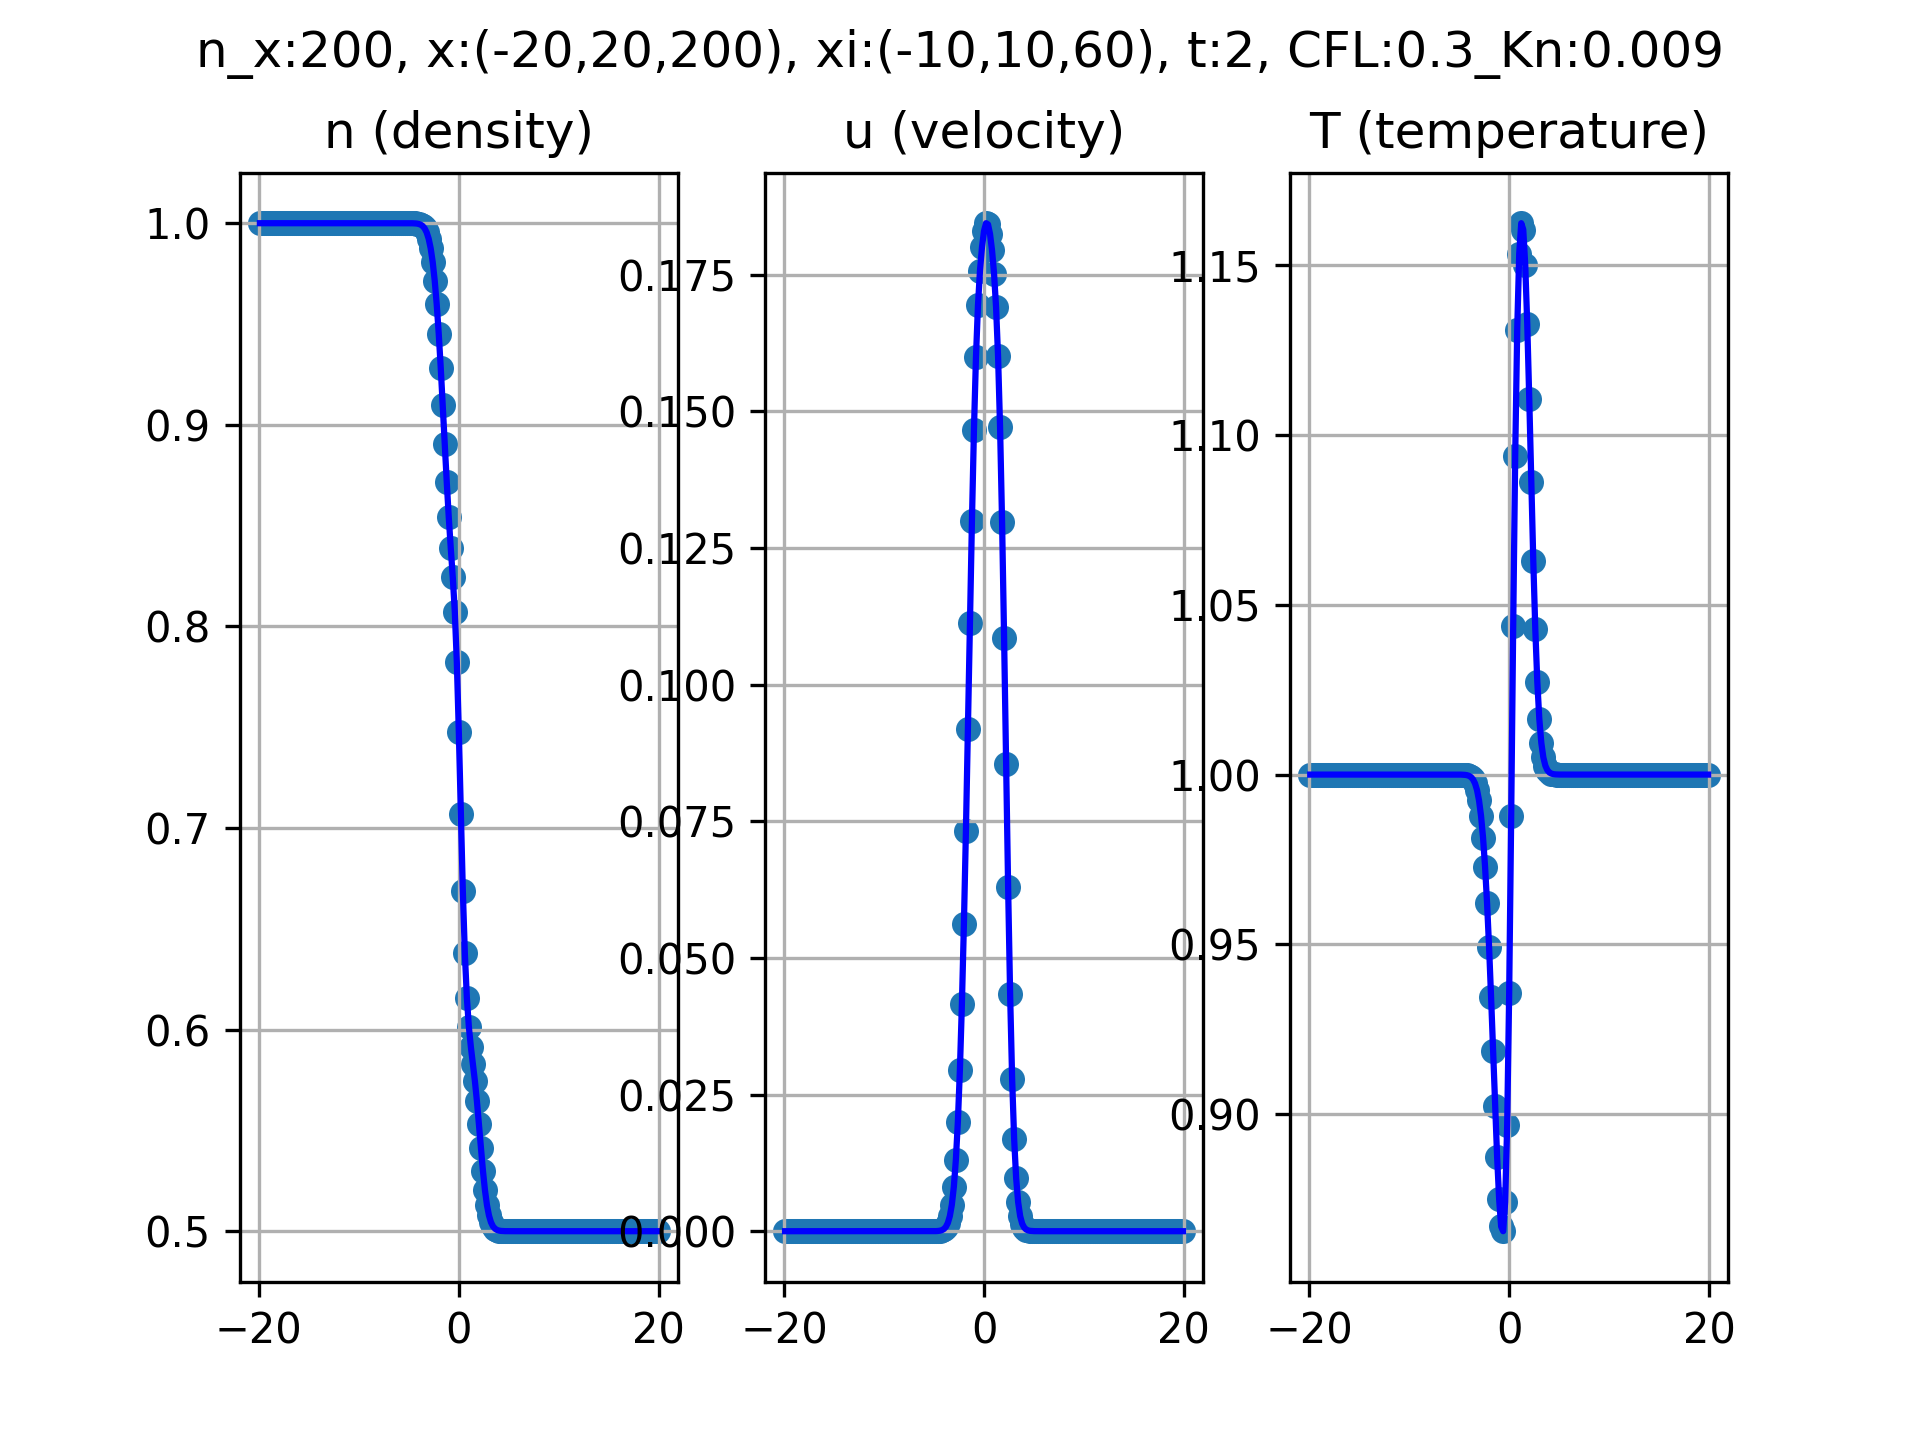 n_x:200, x:(-20,20,200), xi:(-10,10,60), t:2, CFL:0.3_Kn:0.009
n (density)
1.0
0.9
0.8
0.7
0.6
0.5
−20 0 20
u (velocity)
0.175
0.150
0.125
0.100
0.075
0.050
0.025
0.000
−20 0 20
T (temperature)
1.15
1.10
1.05
1.00
0.95
0.90
−20 0 20